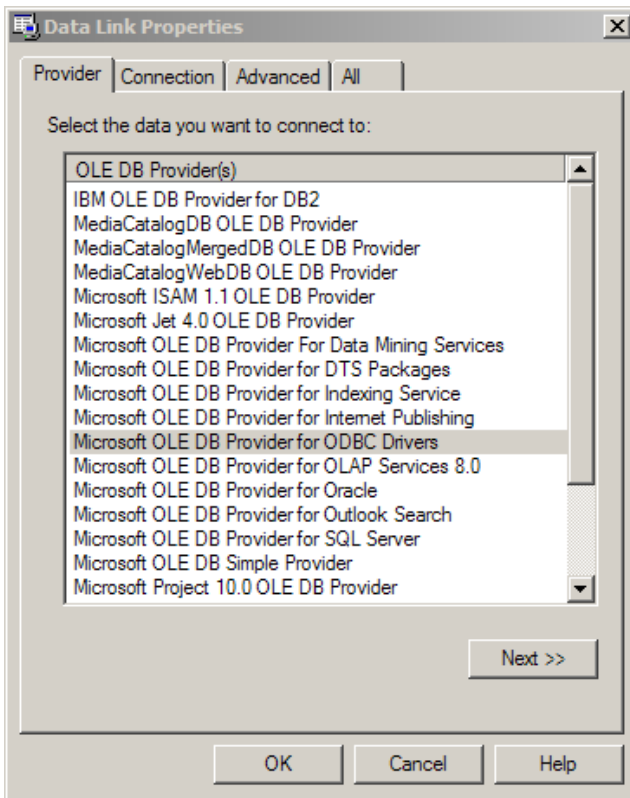 Data Link Properties
Provider Connection Advanced All
Select the data you want to connect to:
OLE DB Provider(s)
IBM OLE DB Provider for DB2
MediaCatalogDB OLE DB Provider
MediaCatalogMergedDB OLE DB Provider
MediaCatalogWebDB OLE DB Provider
Microsoft ISAM 1.1 OLE DB Provider
Microsoft Jet 4.0 OLE DB Provider
Microsoft OLE DB Provider For Data Mining Services
Microsoft OLE DB Provider for DTS Packages
Microsoft OLE DB Provider for Indexing Service
Microsoft OLE DB Provider for Internet Publishing
Microsoft OLE DB Provider for ODBC Drivers
Microsoft OLE DB Provider for OLAP Services 8.0
Microsoft OLE DB Provider for Oracle
Microsoft OLE DB Provider for Outlook Search
Microsoft OLE DB Provider for SQL Server
Microsoft OLE DB Simple Provider
Microsoft Project 10.0 OLE DB Provider
Next >>
OK Cancel Help